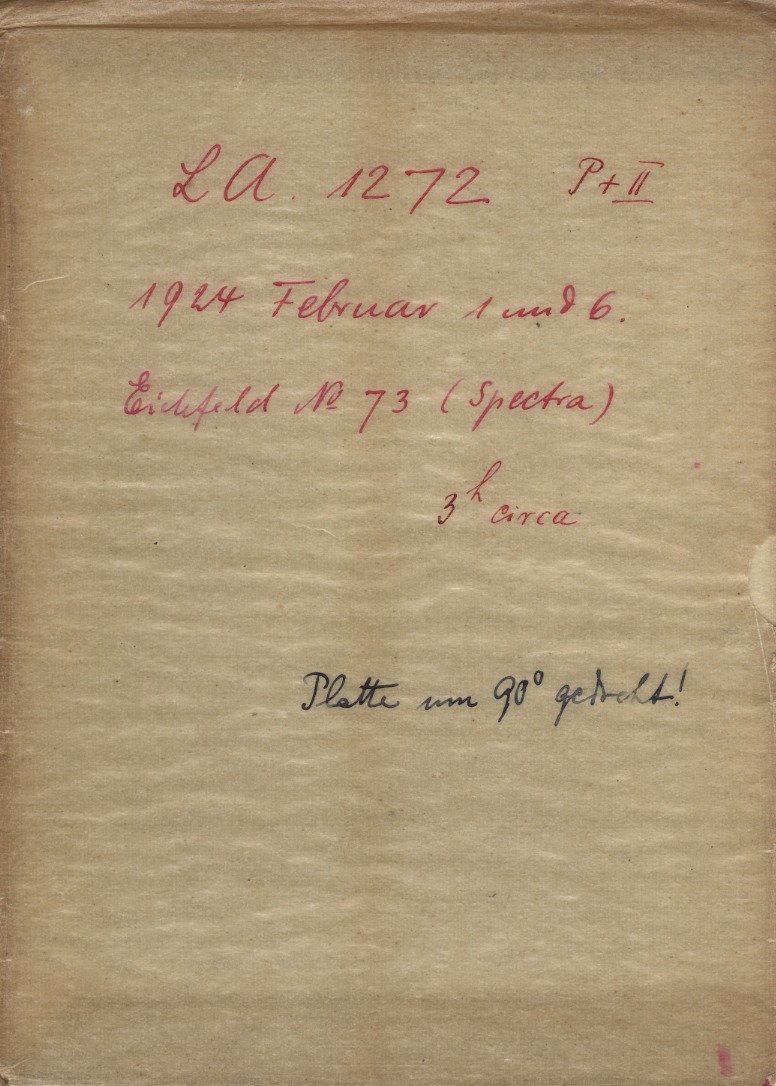 LA. 1272 P+II
1924 Februar 1 und 6.
Eichfeld No 73 (Spectra)
3h circa
Platte um 90° gedreht!